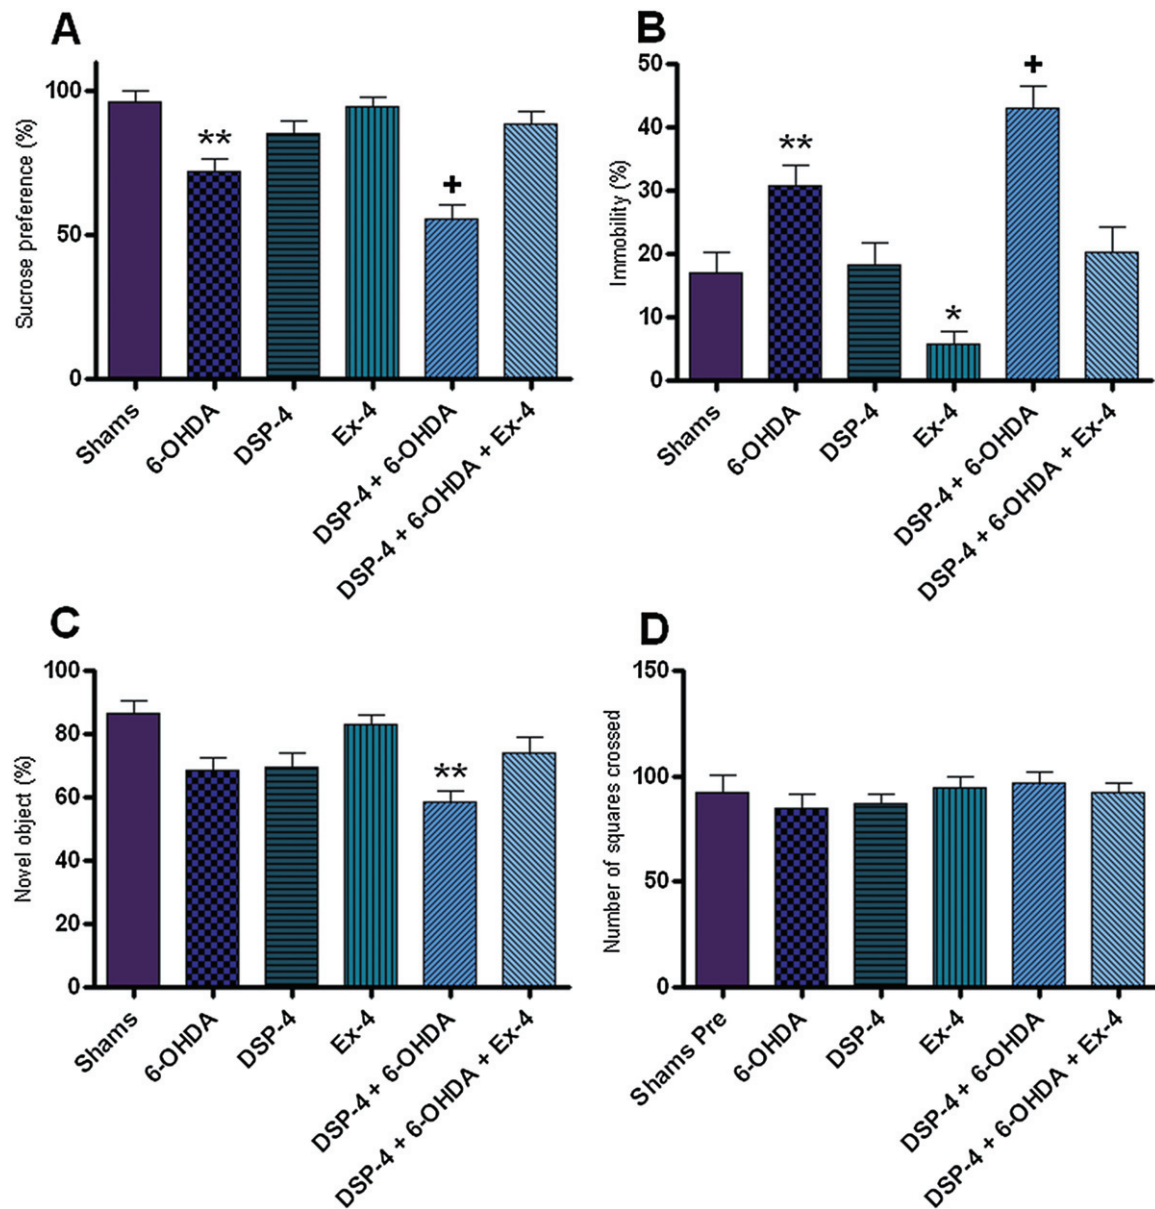 A
Sucrose preference (%)
100
50
0
**
+
Shams
6-OHDA
DSP-4
Ex-4
DSP-4 + 6-OHDA
DSP-4 + 6-OHDA + Ex-4
B
Immobility (%)
50
40
30
20
10
0
**
*
+
Shams
6-OHDA
DSP-4
Ex-4
DSP-4 + 6-OHDA
DSP-4 + 6-OHDA + Ex-4
C
Novel object (%)
100
80
60
40
20
0
**
Shams
6-OHDA
DSP-4
Ex-4
DSP-4 + 6-OHDA
DSP-4 + 6-OHDA + Ex-4
D
Number of squares crossed
150
100
50
0
Shams Pre
6-OHDA
DSP-4
Ex-4
DSP-4 + 6-OHDA
DSP-4 + 6-OHDA + Ex-4